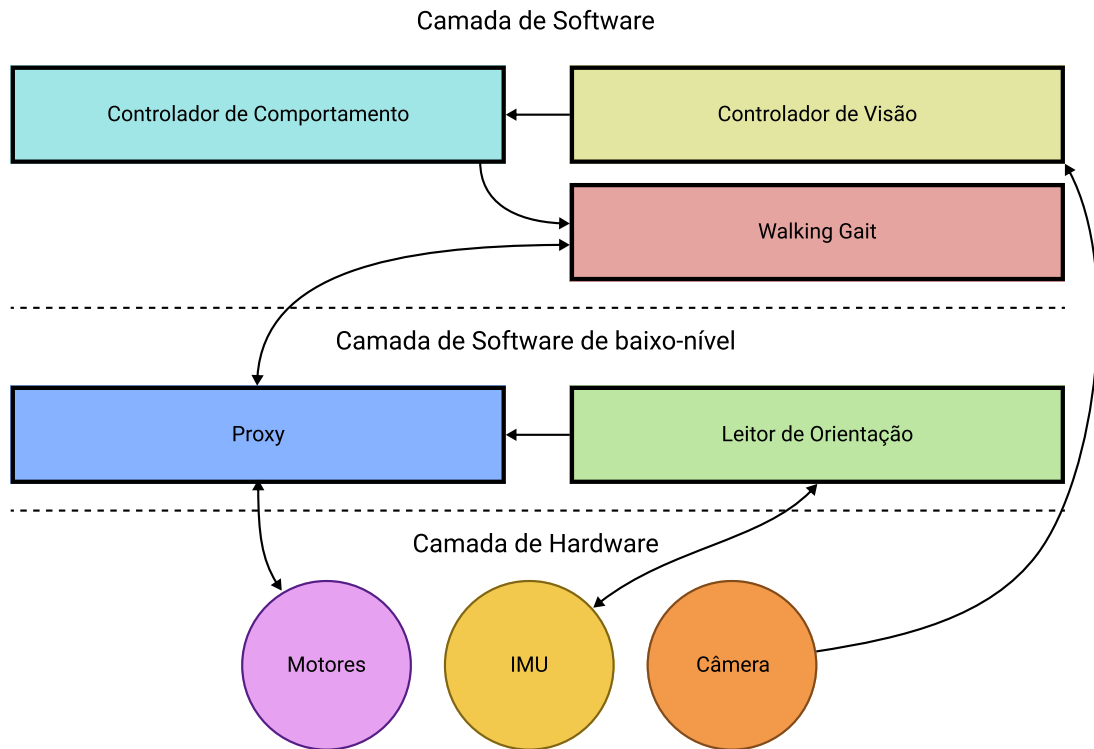 Camada de Software
Controlador de Comportamento
Controlador de Visão
Walking Gait
Camada de Software de baixo-nível
Proxy
Leitor de Orientação
Camada de Hardware
Motores
IMU
Câmera